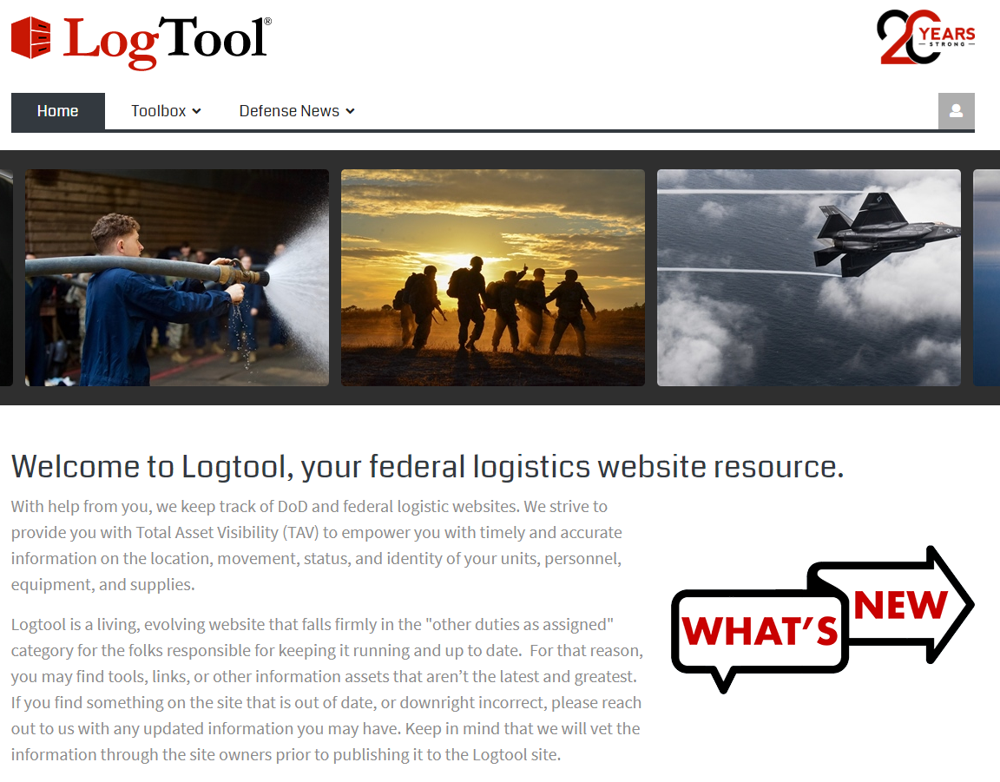 LogTool®
20 YEARS
STRONG
Home
Toolbox
Defense News
Welcome to Logtool, your federal logistics website resource.
With help from you, we keep track of DoD and federal logistic websites. We strive to
provide you with Total Asset Visibility (TAV) to empower you with timely and accurate
information on the location, movement, status, and identity of your units, personnel,
equipment, and supplies.
Logtool is a living, evolving website that falls firmly in the "other duties as assigned"
category for the folks responsible for keeping it running and up to date.  For that reason,
you may find tools, links, or other information assets that aren’t the latest and greatest.
If you find something on the site that is out of date, or downright incorrect, please reach
out to us with any updated information you may have. Keep in mind that we will vet the
information through the site owners prior to publishing it to the Logtool site.
WHAT'S
NEW